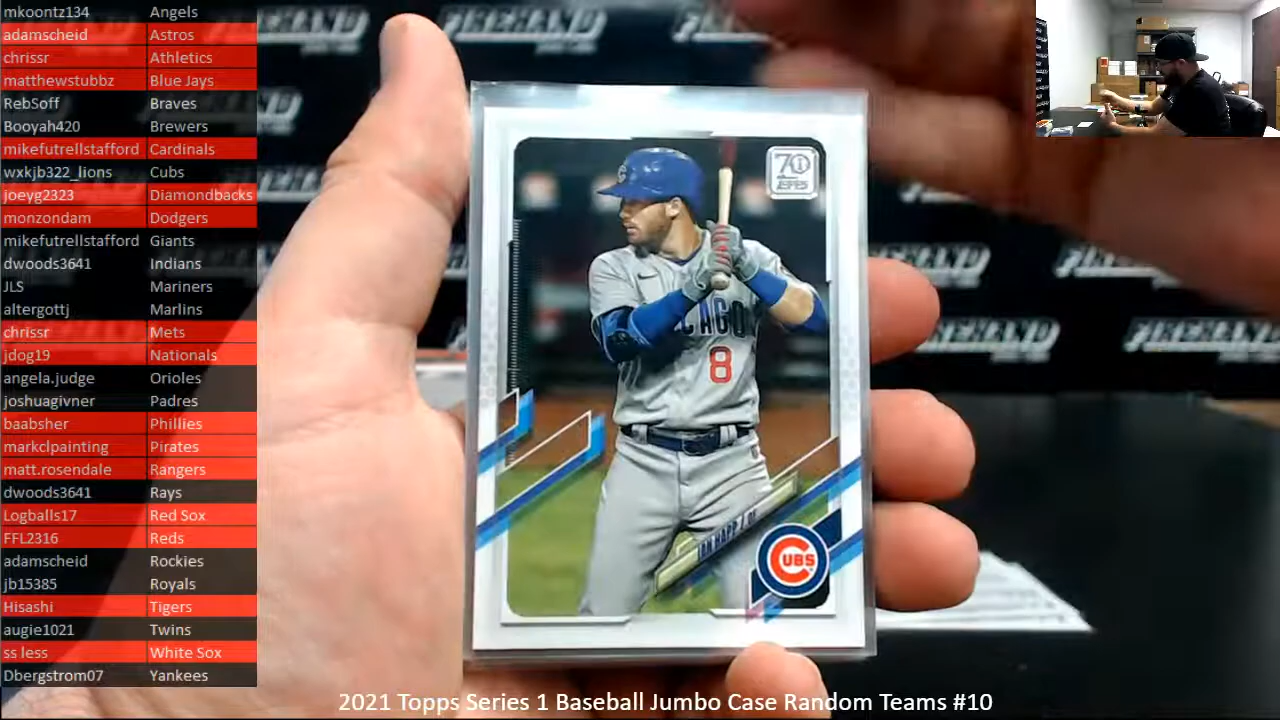 mkoontz134 Angels
adamscheid Astros
chrissr Athletics
matthewstubbz Blue Jays
RebSoff Braves
Booyah420 Brewers
mikefutrellstafford Cardinals
wxkjb322_lions Cubs
joeyg2323 Diamondbacks
monzondam Dodgers
mikefutrellstafford Giants
dwoods3641 Indians
JLS Mariners
altergottj Marlins
chrissr Mets
jdog19 Nationals
angela.judge Orioles
joshuagivner Padres
baabsher Phillies
markclpainting Pirates
matt.rosendale Rangers
dwoods3641 Rays
Logballs17 Red Sox
FFL2316 Reds
adamscheid Rockies
jb15385 Royals
Hisashi Tigers
augie1021 Twins
ss less White Sox
Dbergstrom07 Yankees
70
TOPPS
8
IAN HAPP
CUBS
FIREHAND
FIREHAND
2021 Topps Series 1 Baseball Jumbo Case Random Teams #10